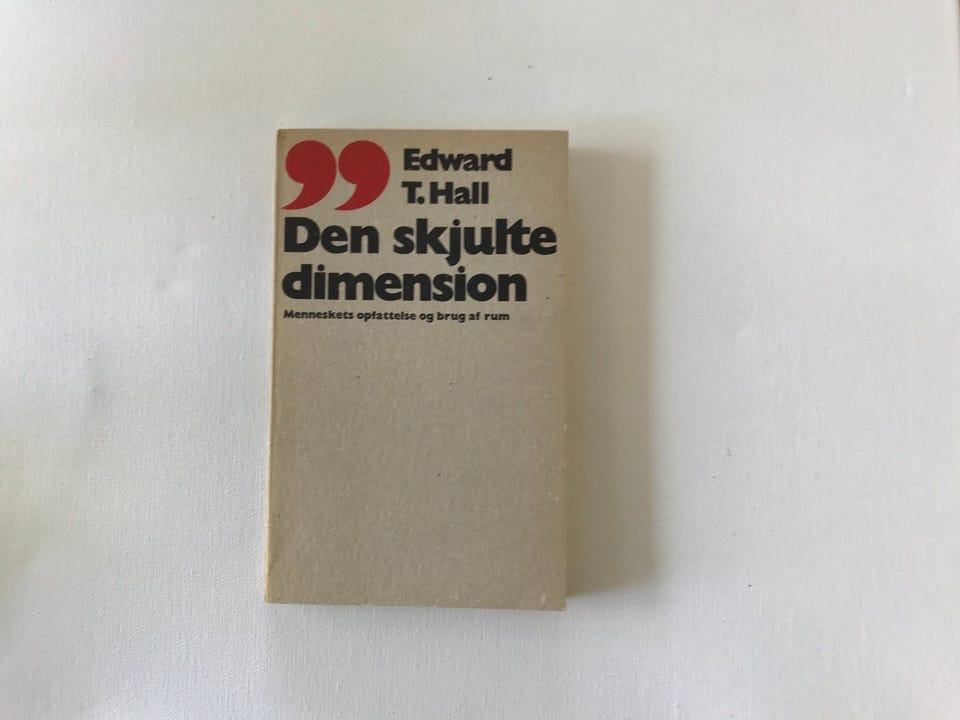 Edward
T. Hall
Den skjulte
dimension
Menneskets opfattelse og brug af rum